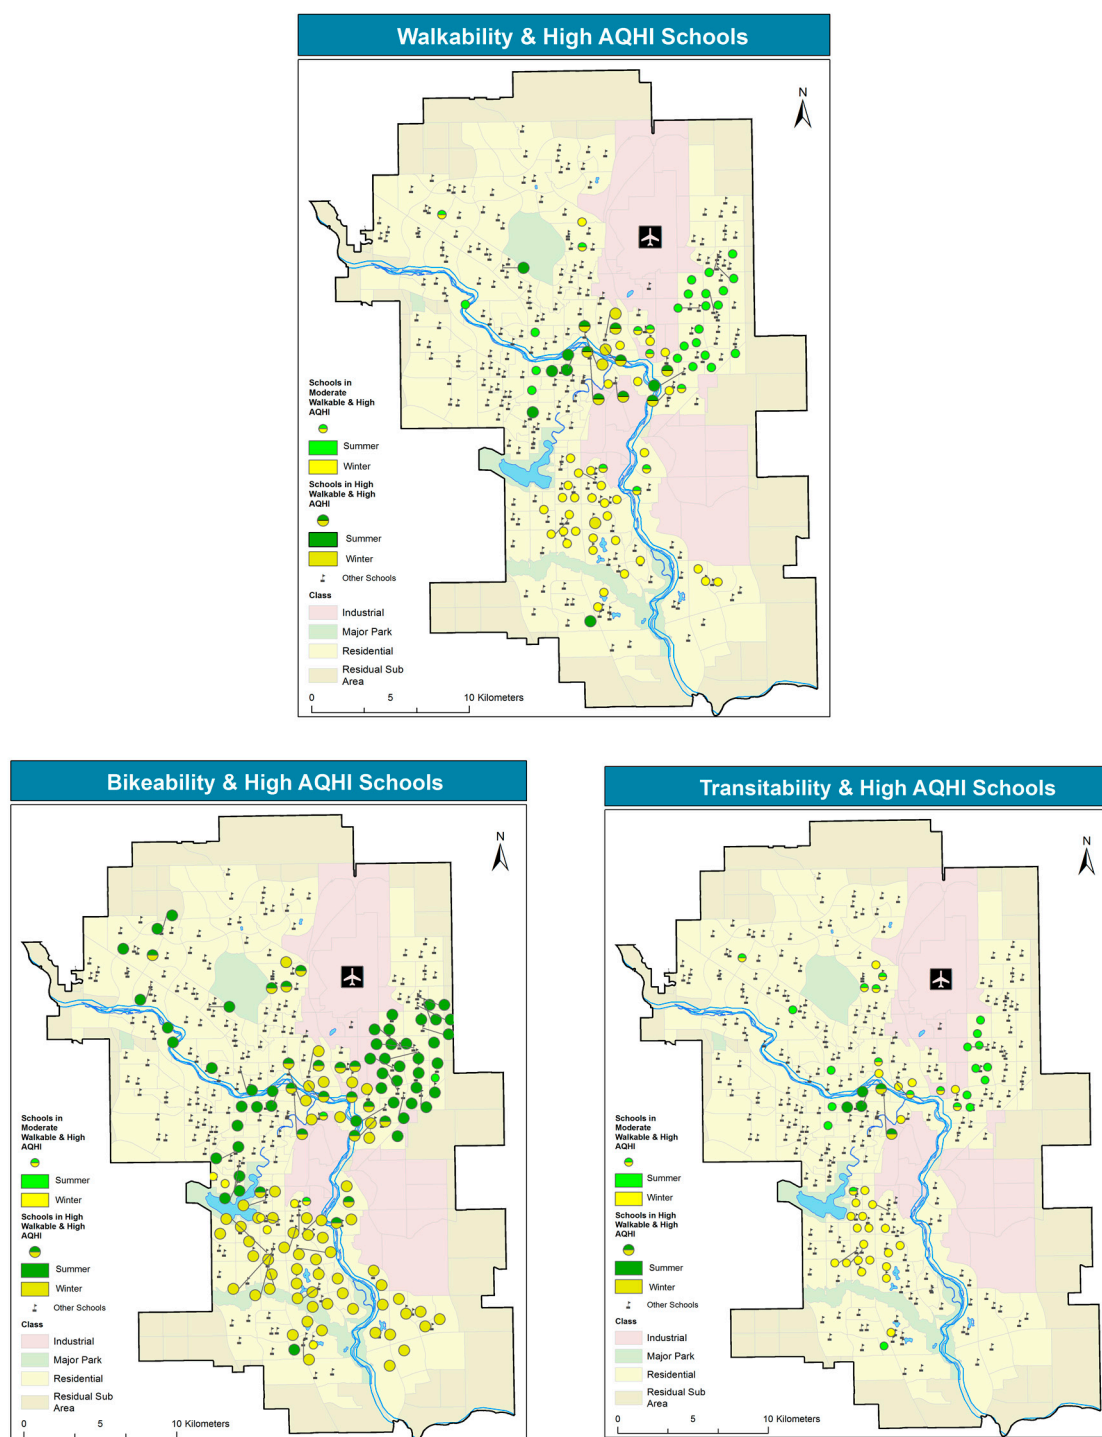 Walkability & High AQHI Schools
N
Schools in
Moderate
Walkable & High
AQHI
Summer
Winter
Schools in High
Walkable & High
AQHI
Summer
Winter
Other Schools
Class
Industrial
Major Park
Residential
Residual Sub
Area
0 5 10 Kilometers
Bikeability & High AQHI Schools
N
Schools in
Moderate
Walkable & High
AQHI
Summer
Winter
Schools in High
Walkable & High
AQHI
Summer
Winter
Other Schools
Class
Industrial
Major Park
Residential
Residual Sub
Area
0 5 10 Kilometers
Transitability & High AQHI Schools
N
Schools in
Moderate
Walkable & High
AQHI
Summer
Winter
Schools in High
Walkable & High
AQHI
Summer
Winter
Other Schools
Class
Industrial
Major Park
Residential
Residual Sub
Area
0 5 10 Kilometers